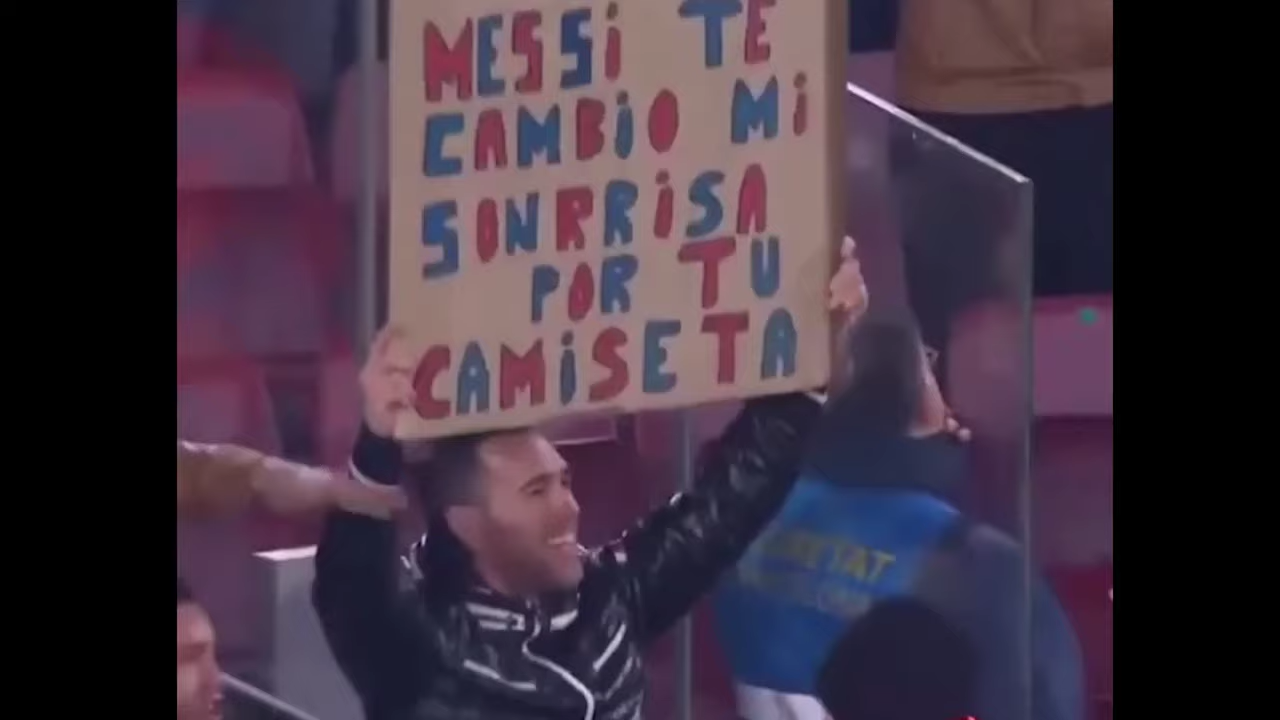 MESSi TE
CAMBiO Mi
SONRRiSA
POR TU
CAMiSETA